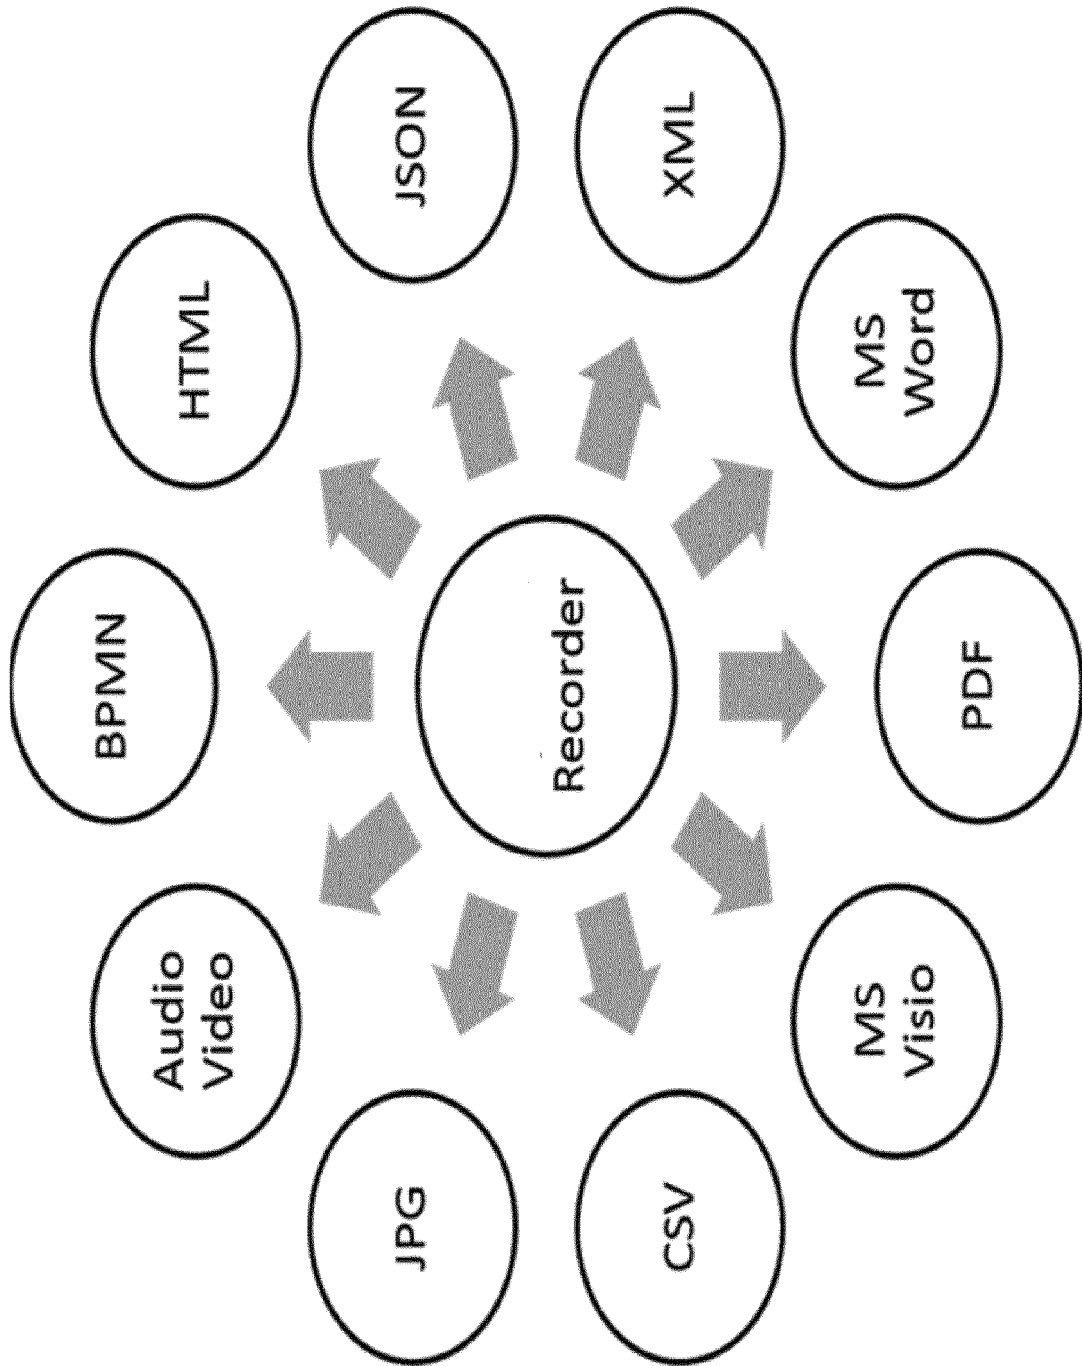 BPMN
Audio
Video
HTML
JPG
JSON
Recorder
CSV
XML
MS
Visio
MS
Word
PDF